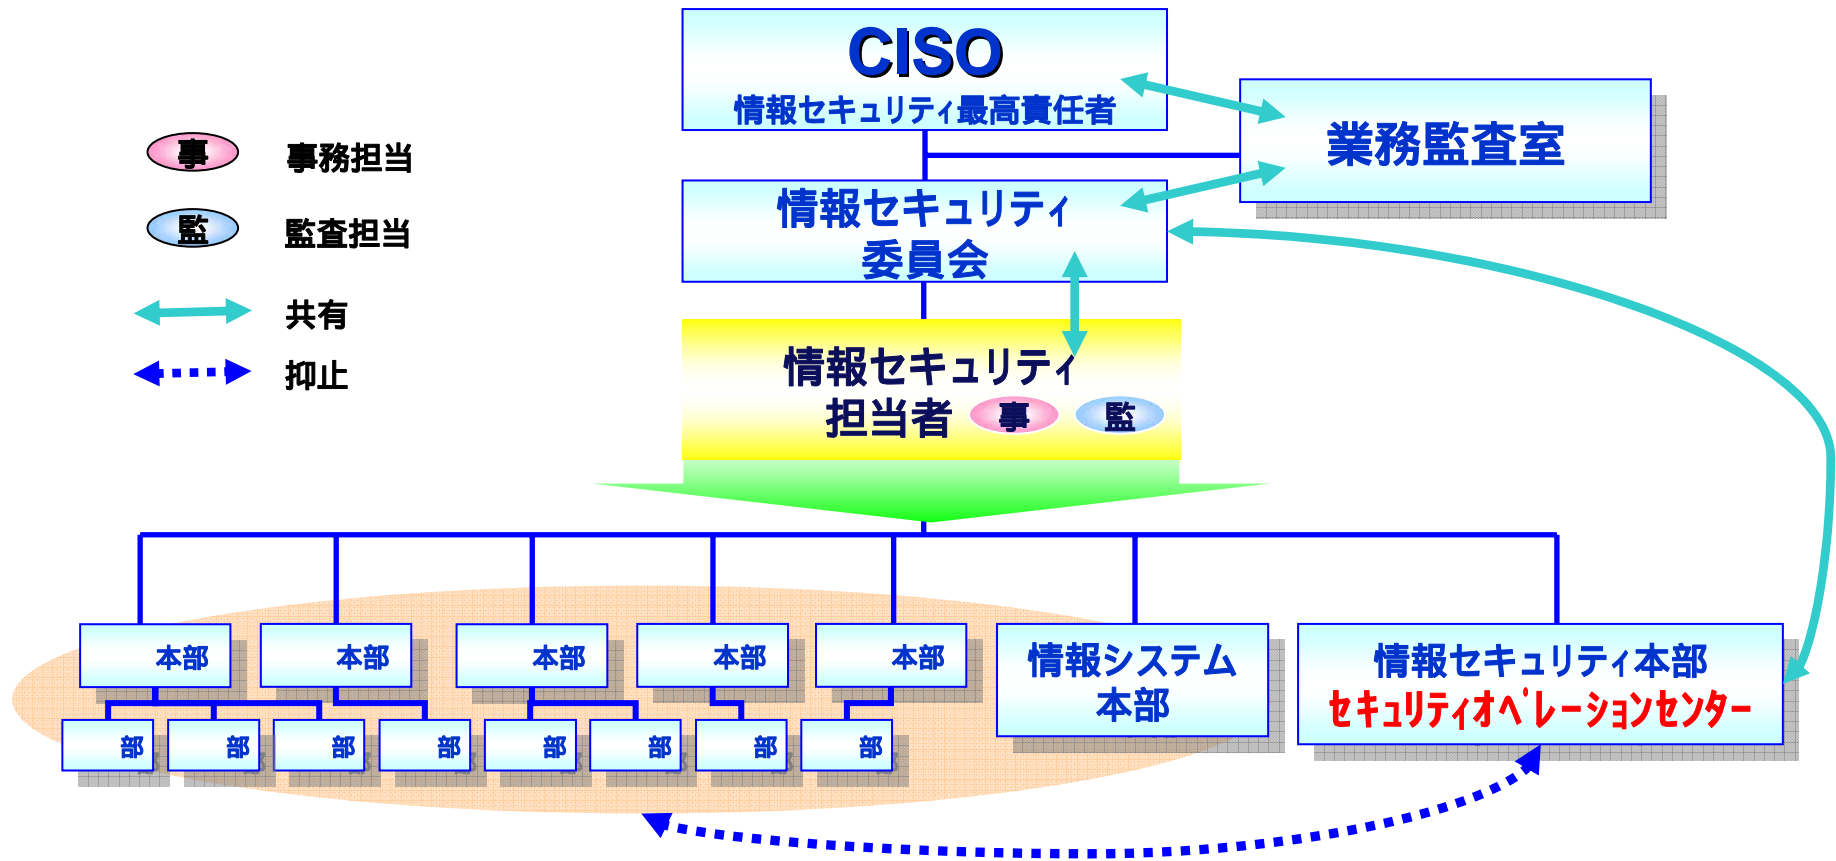 CISO
情報セキュリティ最高責任者
業務監査室
事 事務担当
監 監査担当
共有
抑止
情報セキュリティ
委員会
情報セキュリティ
担当者 事 監
本部
本部
本部
本部
本部
情報システム
本部
情報セキュリティ本部
セキュリティオペレーションセンター
部
部
部
部
部
部
部
部